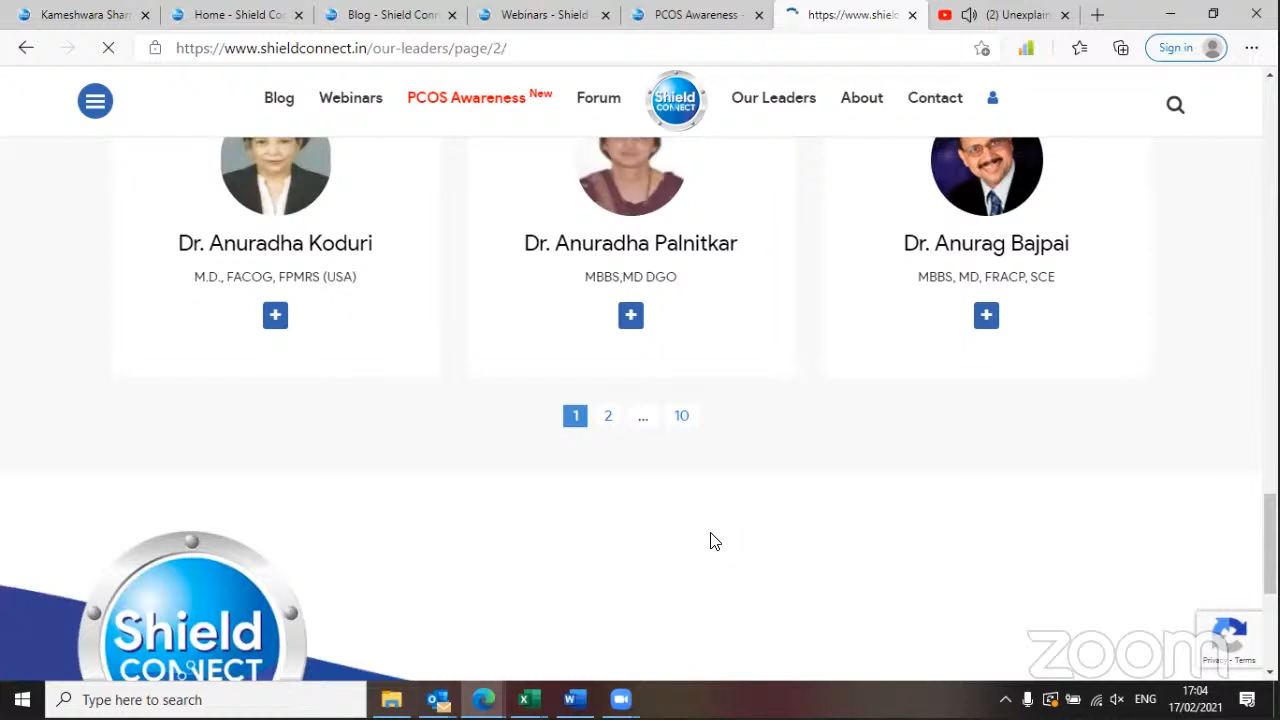 Kameshwara Shar
Home - Shield Co
Blog - Shield Conn
Webinars - Shield
PCOS Awareness -
https://www.shiel
(2) Unexplain
https://www.shieldconnect.in/our-leaders/page/2/
Sign in
Blog
Webinars
PCOS Awareness New
Forum
Shield
CONNECT
Our Leaders
About
Contact
Dr. Anuradha Koduri
M.D., FACOG, FPMRS (USA)
+
Dr. Anuradha Palnitkar
MBBS,MD DGO
+
Dr. Anurag Bajpai
MBBS, MD, FRACP, SCE
+
1 2 ... 10
Shield
CONNECT
zoom
Privacy - Terms
Type here to search
ENG
17:04
17/02/2021